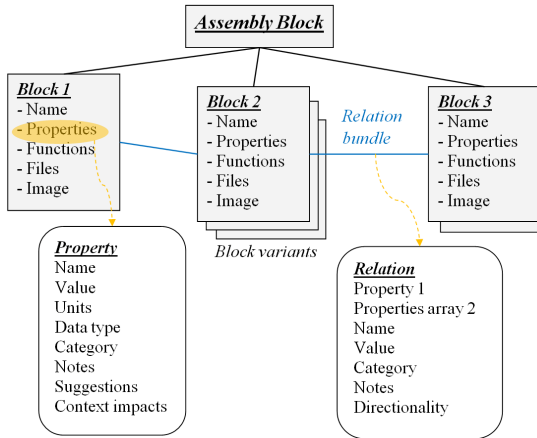 Assembly Block
Block 1
- Name
- Properties
- Functions
- Files
- Image
Block 2
- Name
- Properties
- Functions
- Files
- Image
Relation
bundle
Block 3
- Name
- Properties
- Functions
- Files
- Image
Block variants
Property
Name
Value
Units
Data type
Category
Notes
Suggestions
Context impacts
Relation
Property 1
Properties array 2
Name
Value
Category
Notes
Directionality